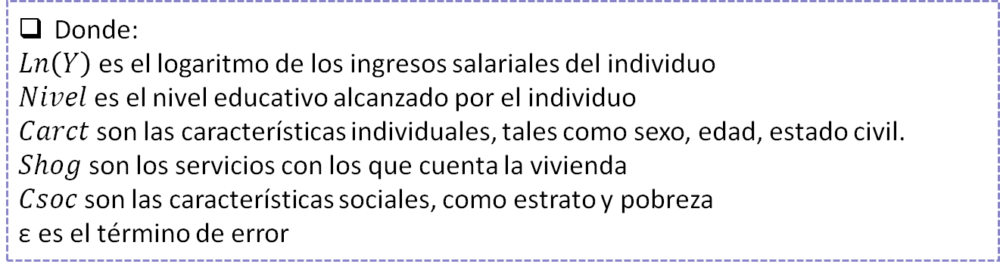 ❑ Donde:
Ln(Y) es el logaritmo de los ingresos salariales del individuo
Nivel es el nivel educativo alcanzado por el individuo
Carct son las características individuales, tales como sexo, edad, estado civil.
Shog son los servicios con los que cuenta la vivienda
Csoc son las características sociales, como estrato y pobreza
ε es el término de error